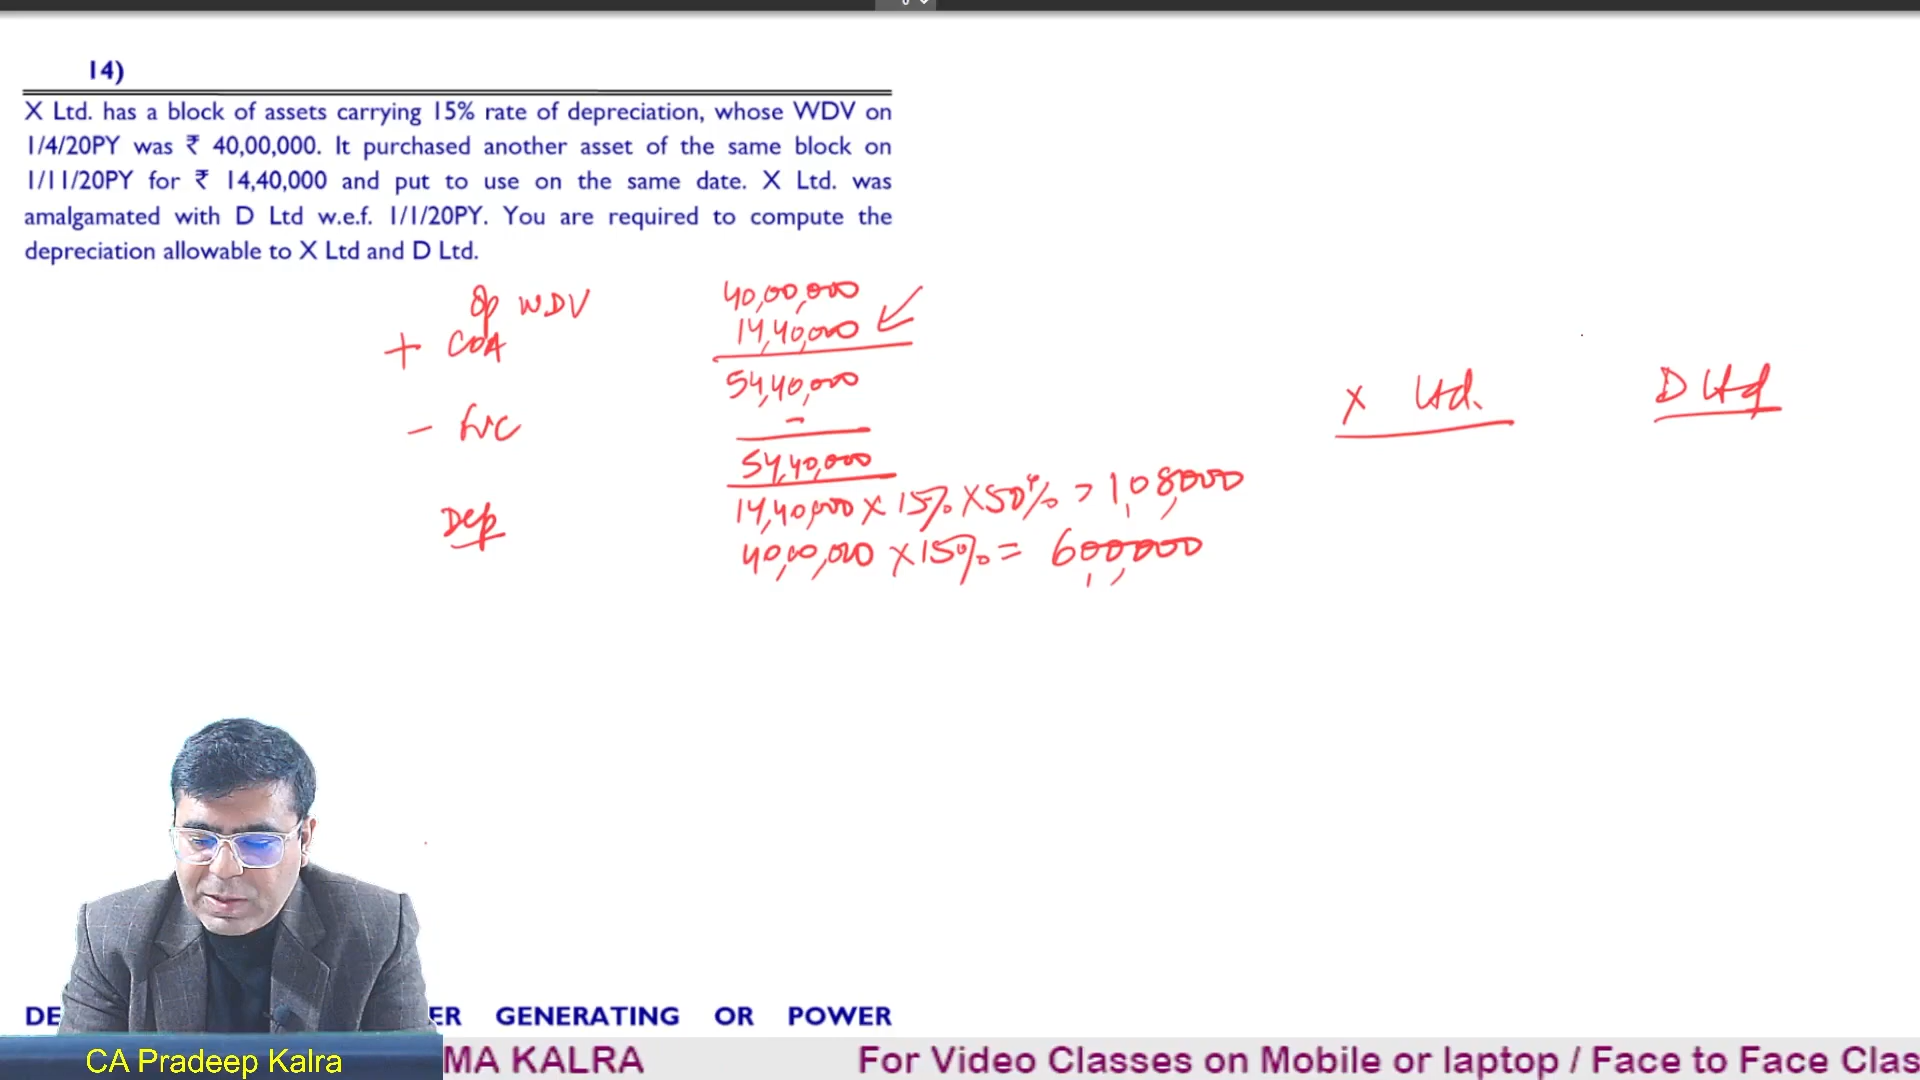 14)
X Ltd. has a block of assets carrying 15% rate of depreciation, whose WDV on
1/4/20PY was ₹ 40,00,000. It purchased another asset of the same block on
1/11/20PY for ₹ 14,40,000 and put to use on the same date. X Ltd. was
amalgamated with D Ltd w.e.f. 1/1/20PY. You are required to compute the
depreciation allowable to X Ltd and D Ltd.
Op WDV 40,00,000
+ COA 14,40,000
54,40,000
X Ltd. D Ltd
- -
54,40,000
Dep 14,40,000 × 15% × 50% = 1,08,000
40,00,000 × 15% = 6,00,000
DE ER GENERATING OR POWER
CA Pradeep Kalra
MA KALRA For Video Classes on Mobile or laptop / Face to Face Clas